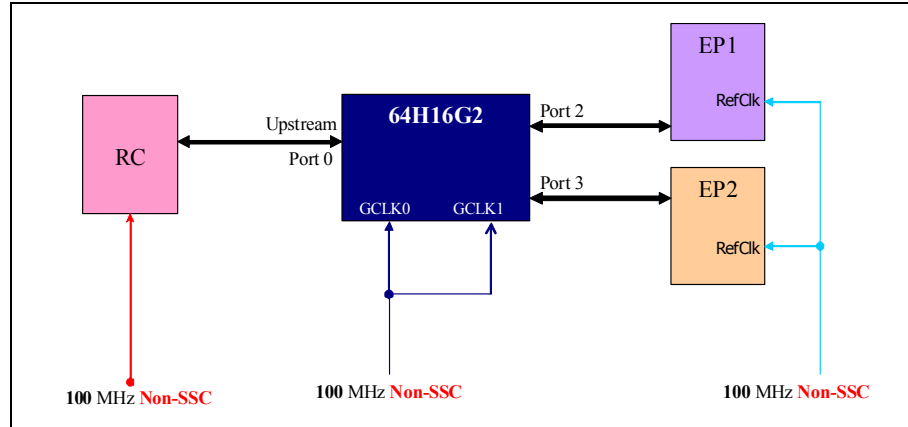 EP1
RefClk
64H16G2
Port 2
Upstream
Port 0
RC
Port 3
EP2
GCLK0
GCLK1
RefClk
100 MHz Non-SSC
100 MHz Non-SSC
100 MHz Non-SSC